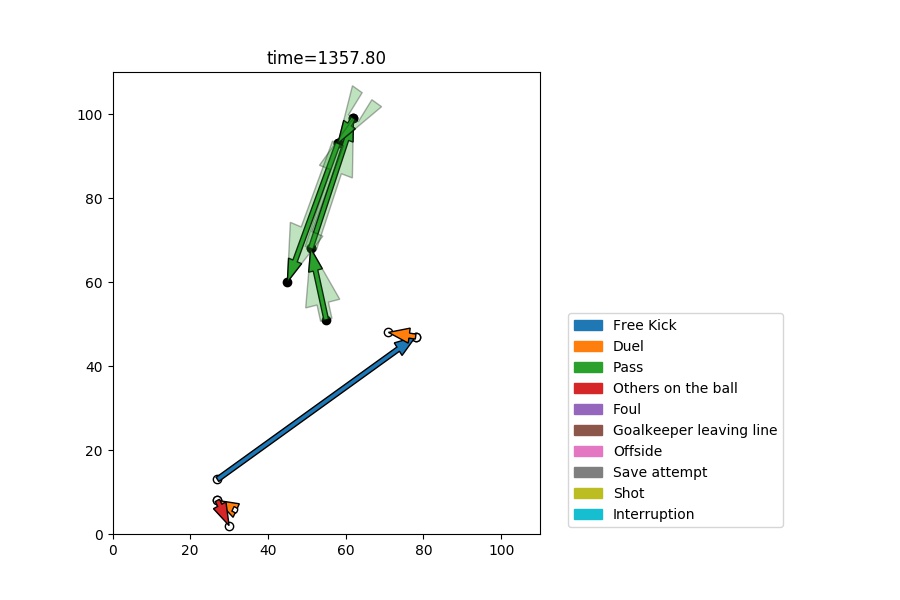 time=1357.80
100
80
60
40
20
0
0 20 40 60 80 100
Free Kick
Duel
Pass
Others on the ball
Foul
Goalkeeper leaving line
Offside
Save attempt
Shot
Interruption